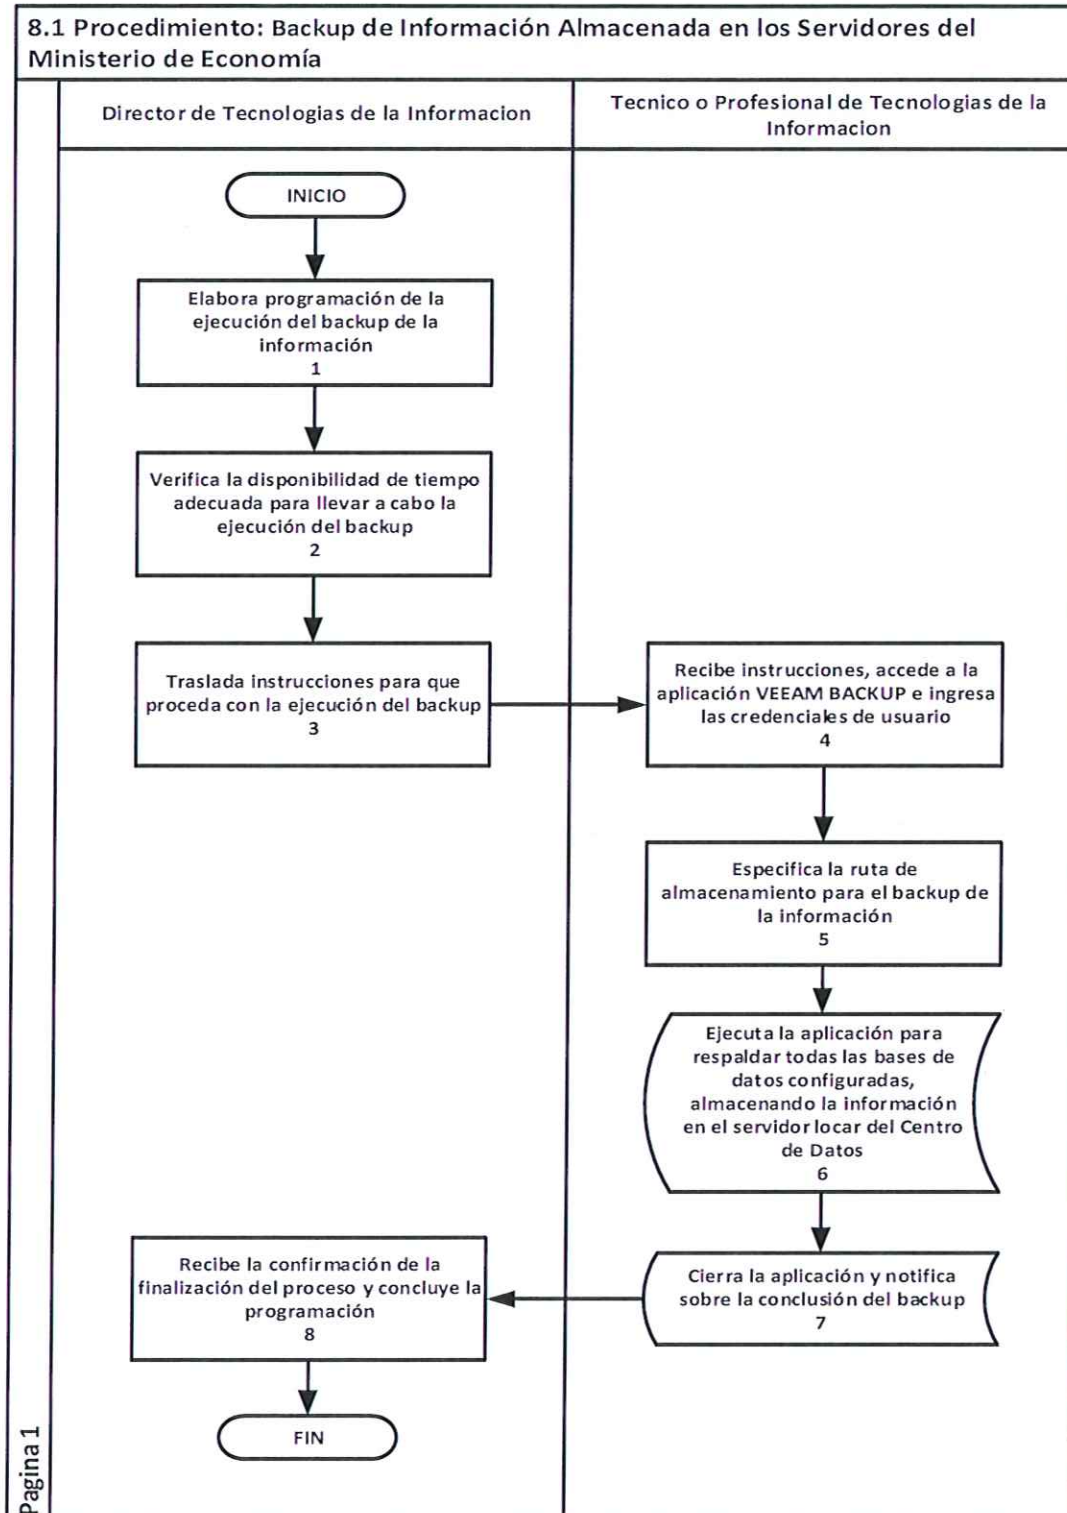 8.1 Procedimiento: Backup de Información Almacenada en los Servidores del
Ministerio de Economía
Director de Tecnologias de la Informacion
Tecnico o Profesional de Tecnologias de la
Informacion
INICIO
Elabora programación de la
ejecución del backup de la
información
1
Verifica la disponibilidad de tiempo
adecuada para llevar a cabo la
ejecución del backup
2
Traslada instrucciones para que
proceda con la ejecución del backup
3
Recibe instrucciones, accede a la
aplicación VEEAM BACKUP e ingresa
las credenciales de usuario
4
Especifica la ruta de
almacenamiento para el backup de
la información
5
Ejecuta la aplicación para
respaldar todas las bases de
datos configuradas,
almacenando la información
en el servidor locar del Centro
de Datos
6
Cierra la aplicación y notifica
sobre la conclusión del backup
7
Recibe la confirmación de la
finalización del proceso y concluye la
programación
8
FIN
Pagina 1